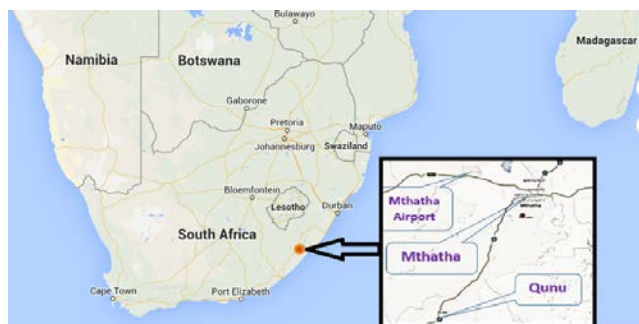 Bulawayo
Madagascar
Namibia
Botswana
Gaborone
Pretoria
Maputo
Johannesburg
Swaziland
Bloemfontein
Lesotho
Durban
South Africa
Cape Town
Port Elizabeth
Mthatha
Airport
Mthatha
Qunu